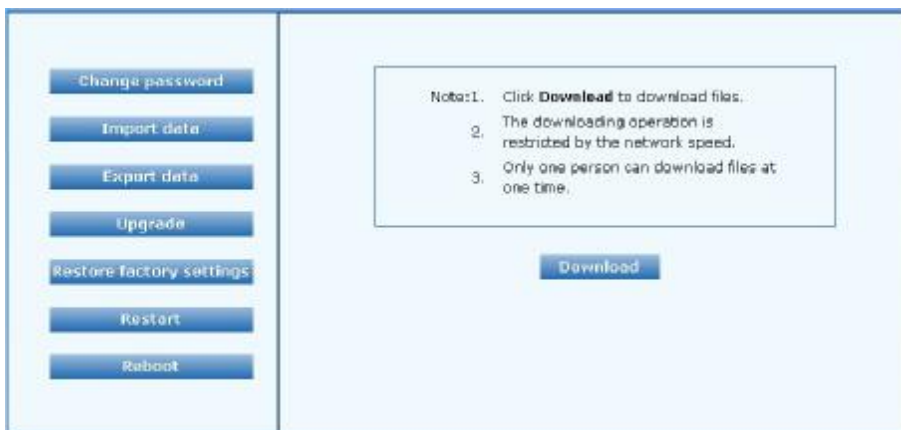 Change password
Import data
Export data
Upgrade
Restore factory settings
Restart
Reboot
Note:1. Click Download to download files.
2. The downloading operation is
restricted by the network speed.
3. Only one person can download files at
one time.
Download